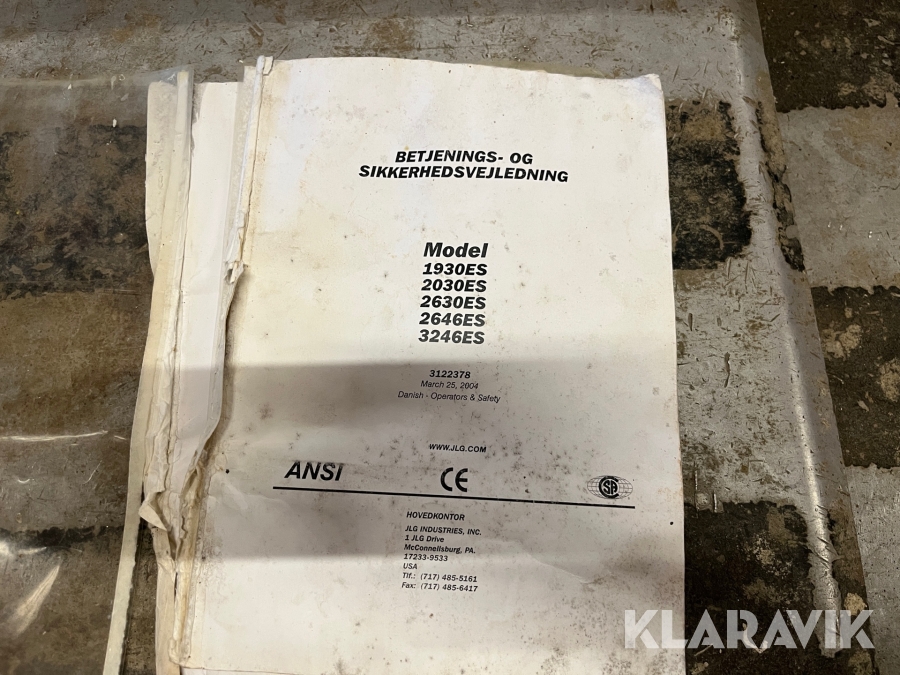 BETJENINGS- OG
SIKKERHEDSVEJLEDNING
Model
1930ES
2030ES
2630ES
2646ES
3246ES
3122378
March 25, 2004
Danish - Operators & Safety
WWW.JLG.COM
ANSI CE SP
HOVEDKONTOR
JLG INDUSTRIES, INC.
1 JLG Drive
McConnellsburg, PA.
17233-9533
USA
Tlf.: (717) 485-5161
Fax: (717) 485-6417
KLARAVIK